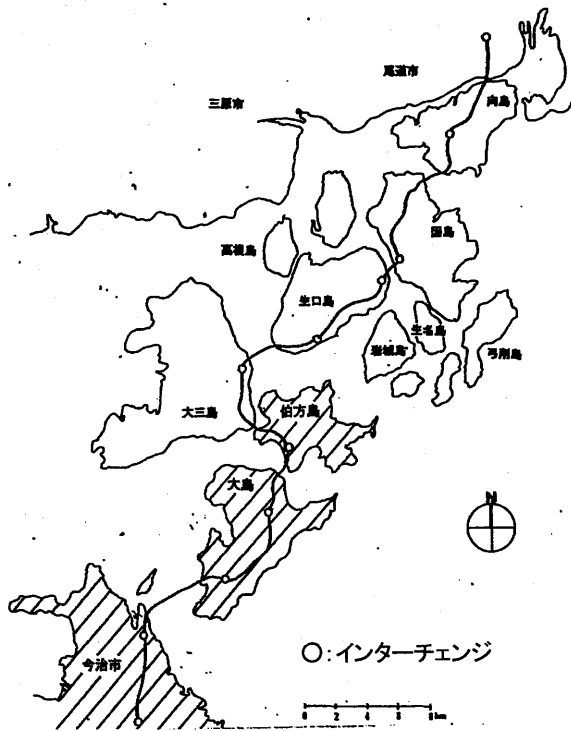 尾道市
向島
三原市
因島
高根島
生口島
生名島
岩城島
弓削島
大三島
伯方島
大島
N
今治市
○:インターチェンジ
0 2 4 6 8km